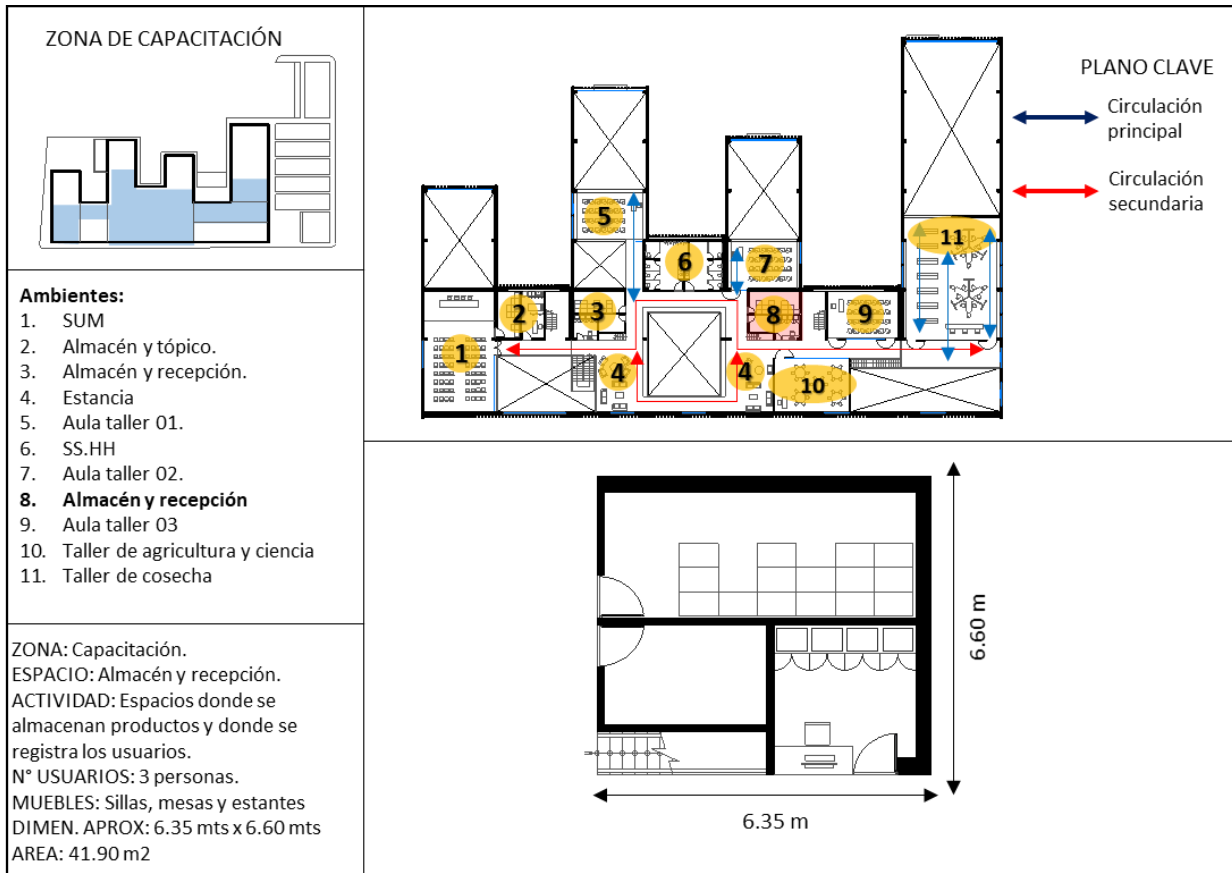 ZONA DE CAPACITACIÓN
Ambientes:
1. SUM
2. Almacén y tópico.
3. Almacén y recepción.
4. Estancia
5. Aula taller 01.
6. SS.HH
7. Aula taller 02.
8. Almacén y recepción
9. Aula taller 03
10. Taller de agricultura y ciencia
11. Taller de cosecha
ZONA: Capacitación.
ESPACIO: Almacén y recepción.
ACTIVIDAD: Espacios donde se
almacenan productos y donde se
registra los usuarios.
N° USUARIOS: 3 personas.
MUEBLES: Sillas, mesas y estantes
DIMEN. APROX: 6.35 mts x 6.60 mts
AREA: 41.90 m2
PLANO CLAVE
Circulación
principal
Circulación
secundaria
5
11
6
7
2
3
8
9
1
4
4
10
6.60 m
6.35 m